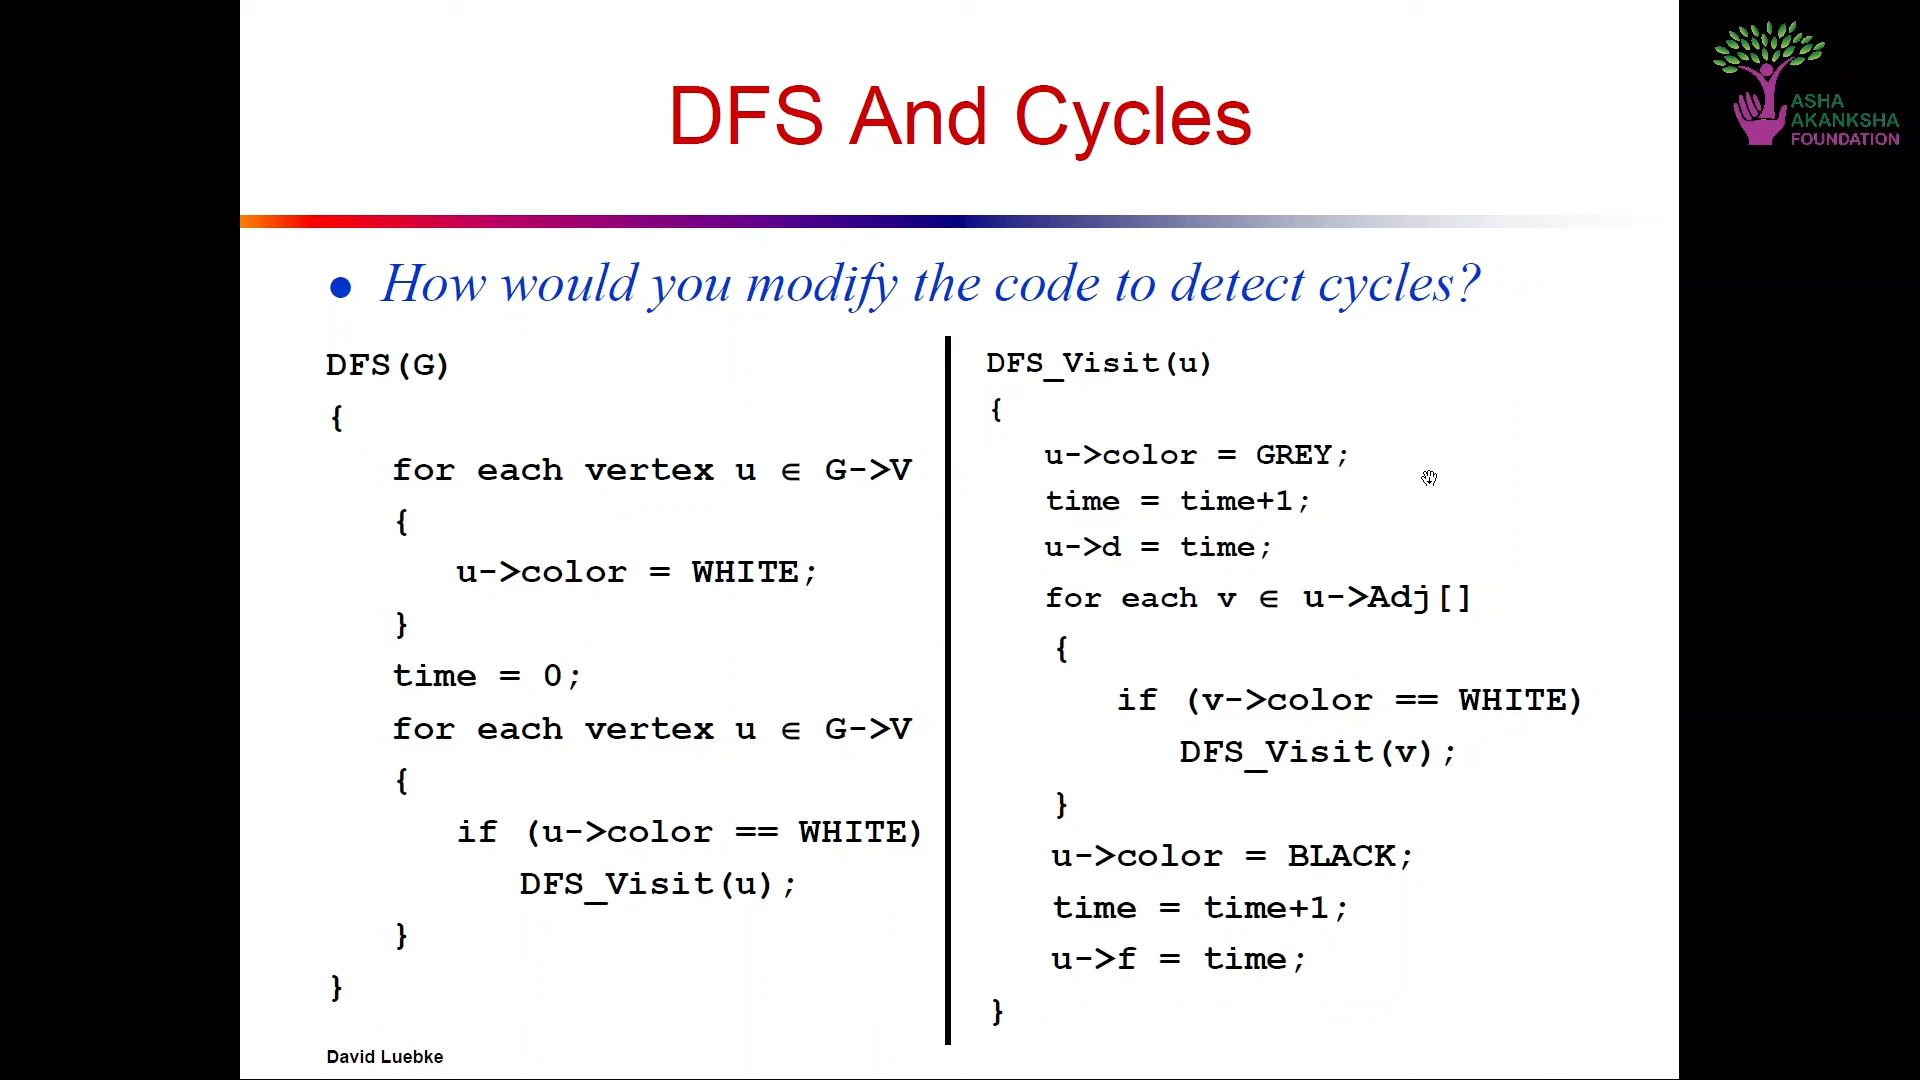 DFS And Cycles
ASHA
AKANKSHA
FOUNDATION
● How would you modify the code to detect cycles?
DFS(G)
{
for each vertex u ∈ G->V
{
u->color = WHITE;
}
time = 0;
for each vertex u ∈ G->V
{
if (u->color == WHITE)
DFS_Visit(u);
}
}
DFS_Visit(u)
{
u->color = GREY;
time = time+1;
u->d = time;
for each v ∈ u->Adj[]
{
if (v->color == WHITE)
DFS_Visit(v);
}
u->color = BLACK;
time = time+1;
u->f = time;
}
David Luebke